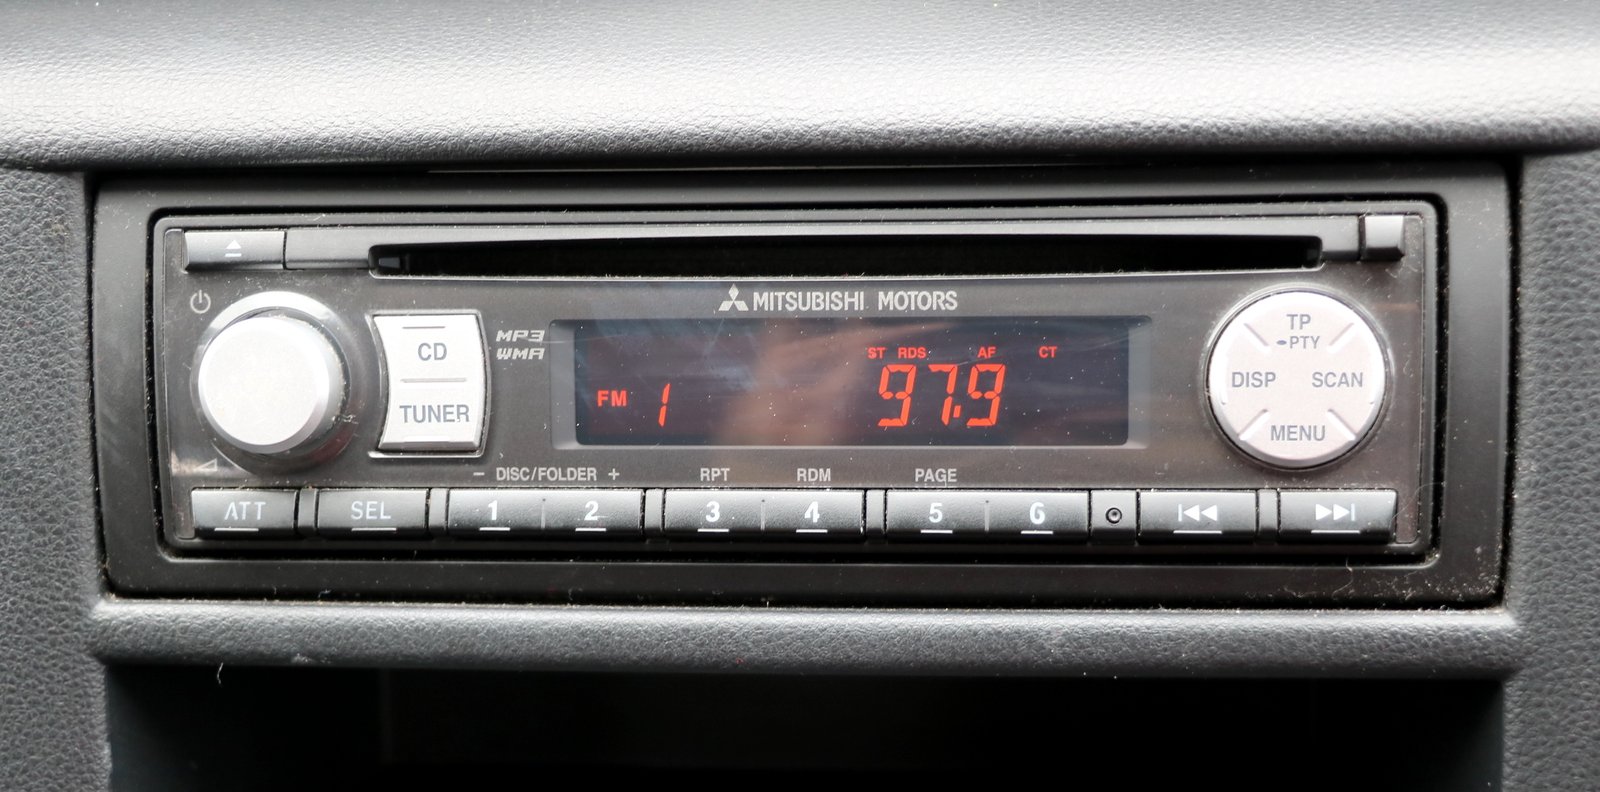 MITSUBISHI MOTORS
CD
TUNER
MP3
WMA
ST RDS AF CT
FM 1 97.9
TP
PTY
DISP SCAN
MENU
- DISC/FOLDER + RPT RDM PAGE
ATT SEL 1 2 3 4 5 6